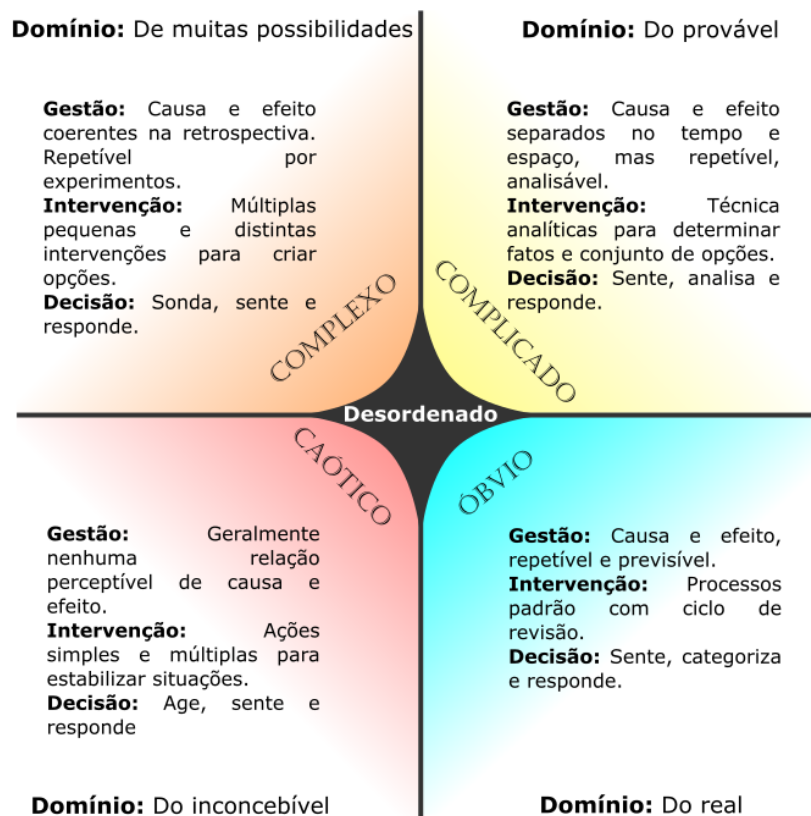 Domínio: De muitas possibilidades
Gestão: Causa e efeito
coerentes na retrospectiva.
Repetível por
experimentos.
Intervenção: Múltiplas
pequenas e distintas
intervenções para criar
opções.
Decisão: Sonda, sente e
responde.
COMPLEXO
Domínio: Do provável
Gestão: Causa e efeito
separados no tempo e
espaço, mas repetível,
analisável.
Intervenção: Técnica
analíticas para determinar
fatos e conjunto de opções.
Decisão: Sente, analisa e
responde.
COMPLICADO
Desordenado
CAÓTICO
Gestão: Geralmente
nenhuma relação
perceptível de causa e
efeito.
Intervenção: Ações
simples e múltiplas para
estabilizar situações.
Decisão: Age, sente e
responde
Domínio: Do inconcebível
ÓBVIO
Gestão: Causa e efeito,
repetível e previsível.
Intervenção: Processos
padrão com ciclo de
revisão.
Decisão: Sente, categoriza
e responde.
Domínio: Do real